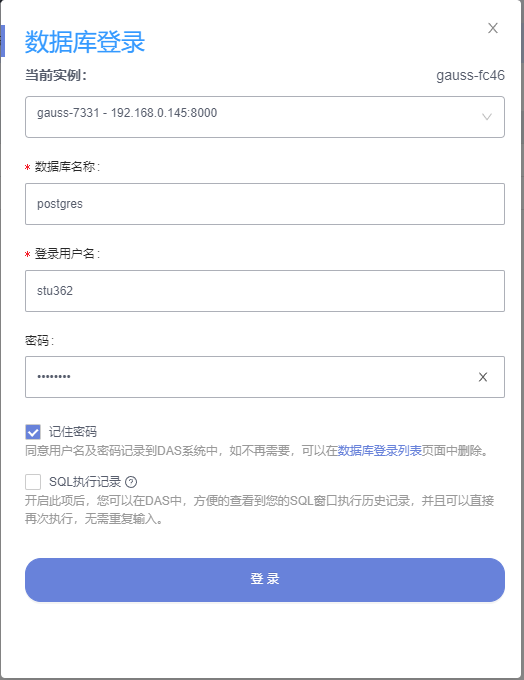 数据库登录
当前实例： gauss-fc46
gauss-7331 - 192.168.0.145:8000
* 数据库名称:
postgres
* 登录用户名:
stu362
密码:
••••••••
记住密码
同意用户名及密码记录到DAS系统中，如不再需要，可以在数据库登录列表页面中删除。
SQL执行记录
开启此项后，您可以在DAS中，方便的查看到您的SQL窗口执行历史记录，并且可以直接
再次执行，无需重复输入。
登 录